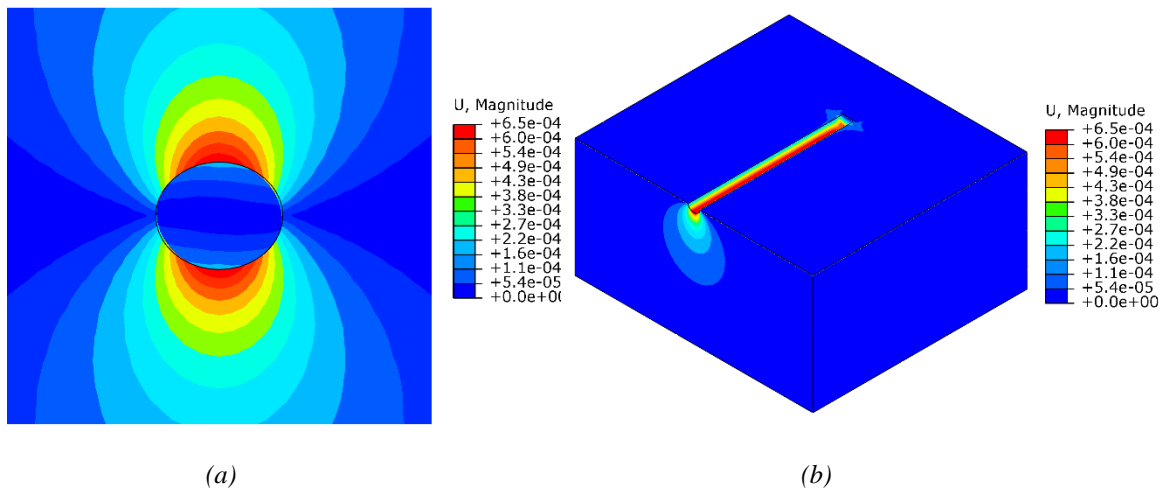 U, Magnitude
+6.5e-04
+6.0e-04
+5.4e-04
+4.9e-04
+4.3e-04
+3.8e-04
+3.3e-04
+2.7e-04
+2.2e-04
+1.6e-04
+1.1e-04
+5.4e-05
+0.0e+00
U, Magnitude
+6.5e-04
+6.0e-04
+5.4e-04
+4.9e-04
+4.3e-04
+3.8e-04
+3.3e-04
+2.7e-04
+2.2e-04
+1.6e-04
+1.1e-04
+5.4e-05
+0.0e+00
(a)
(b)